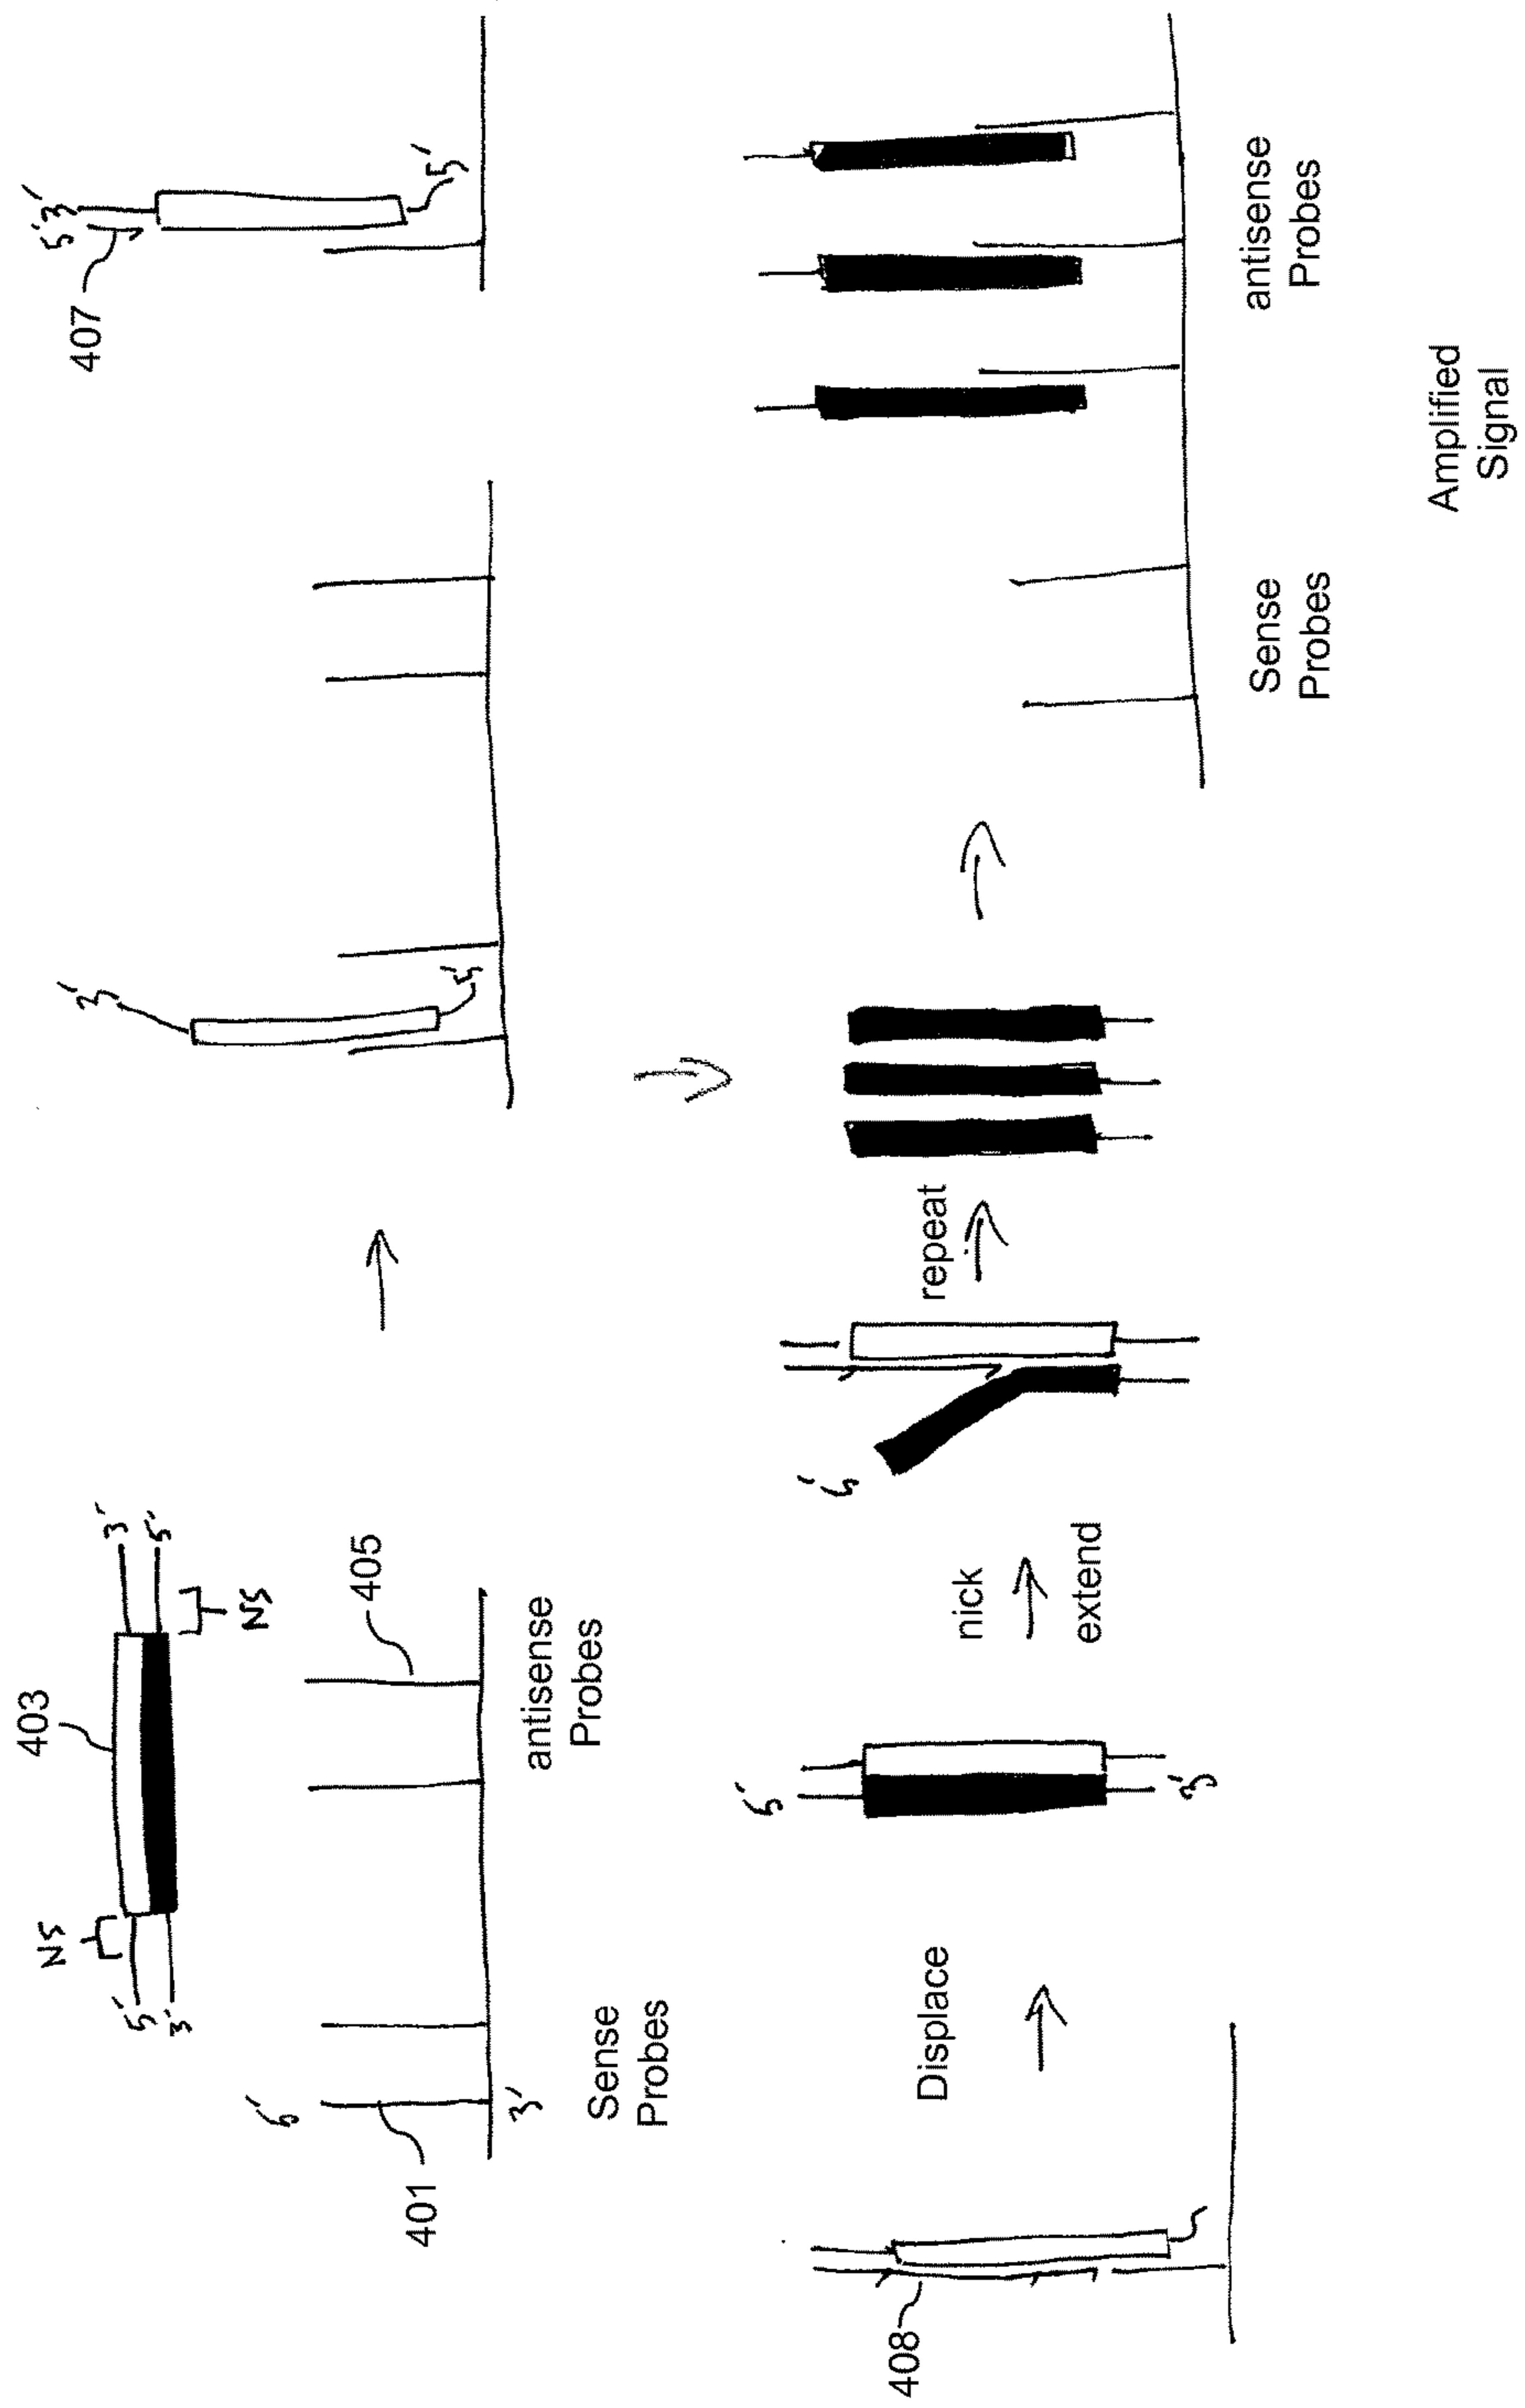 403
NS
5'
3'
3'
5'
NS
5'
401
3'
405
Sense
Probes
antisense
Probes
3'
5'
5'3'
407
5'
408
Displace
5'
3'
nick
extend
5'
repeat
Sense
Probes
antisense
Probes
Amplified
Signal